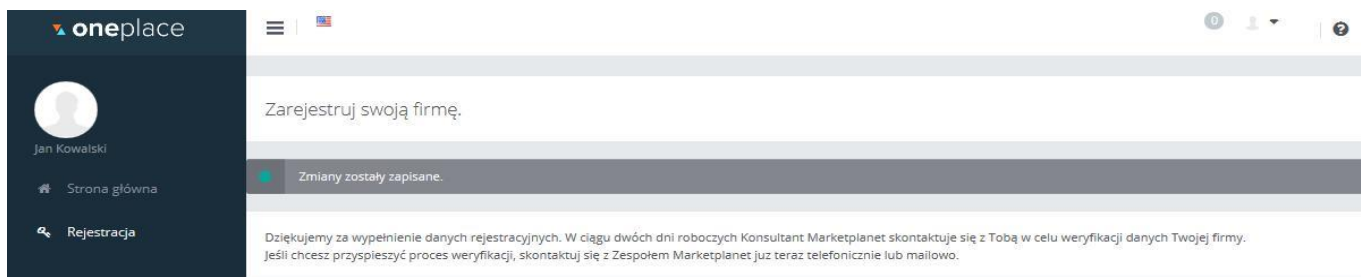 oneplace
0
Zarejestruj swoją firmę.
Jan Kowalski
Zmiany zostały zapisane.
Strona główna
Rejestracja
Dziękujemy za wypełnienie danych rejestracyjnych. W ciągu dwóch dni roboczych Konsultant Marketplanet skontaktuje się z Tobą w celu weryfikacji danych Twojej firmy.
Jeśli chcesz przyspieszyć proces weryfikacji, skontaktuj się z Zespołem Marketplanet juz teraz telefonicznie lub mailowo.